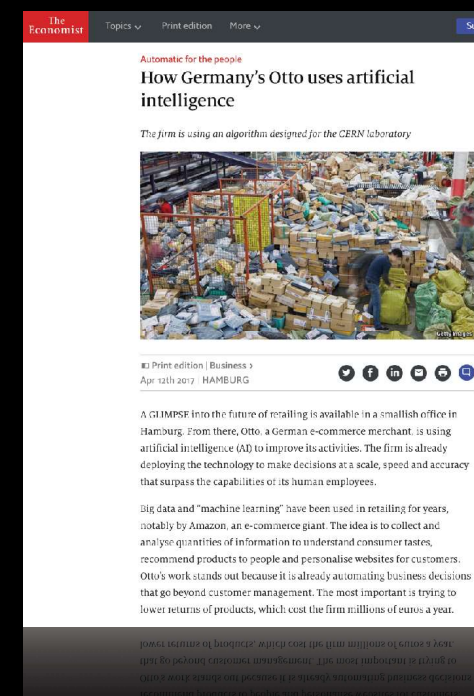 The
Economist
Topics
Print edition
More
Automatic for the people
How Germany's Otto uses artificial
intelligence
The firm is using an algorithm designed for the CERN laboratory
Getty Images
Print edition | Business
Apr 12th 2017 | HAMBURG
A GLIMPSE into the future of retailing is available in a smallish office in
Hamburg. From there, Otto, a German e-commerce merchant, is using
artificial intelligence (AI) to improve its activities. The firm is already
deploying the technology to make decisions at a scale, speed and accuracy
that surpass the capabilities of its human employees.
Big data and “machine learning” have been used in retailing for years,
notably by Amazon, an e-commerce giant. The idea is to collect and
analyse quantities of information to understand consumer tastes,
recommend products to people and personalise websites for customers.
Otto's work stands out because it is already automating business decisions
that go beyond customer management. The most important is trying to
lower returns of products, which cost the firm millions of euros a year.